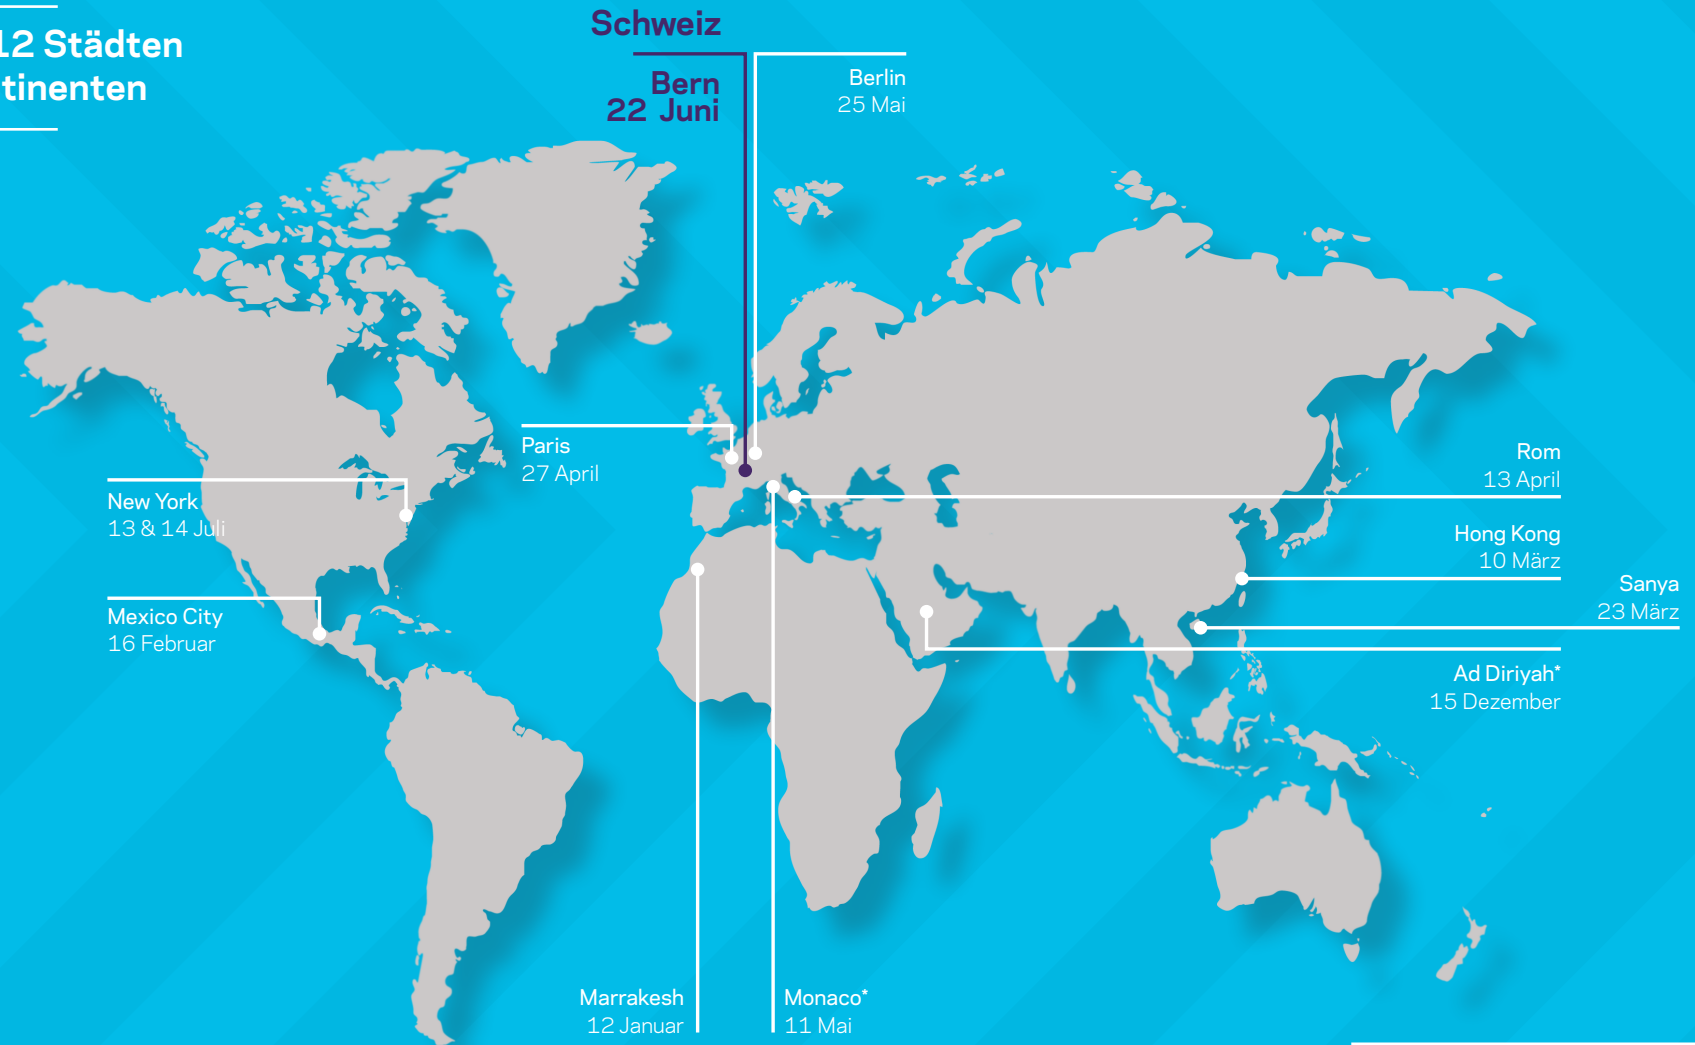 12 Städten
tinenten
Schweiz
Bern
22 Juni
Berlin
25 Mai
Paris
27 April
New York
13 & 14 Juli
Mexico City
16 Februar
Rom
13 April
Hong Kong
10 März
Sanya
23 März
Ad Diriyah*
15 Dezember
Marrakesh
12 Januar
Monaco*
11 Mai